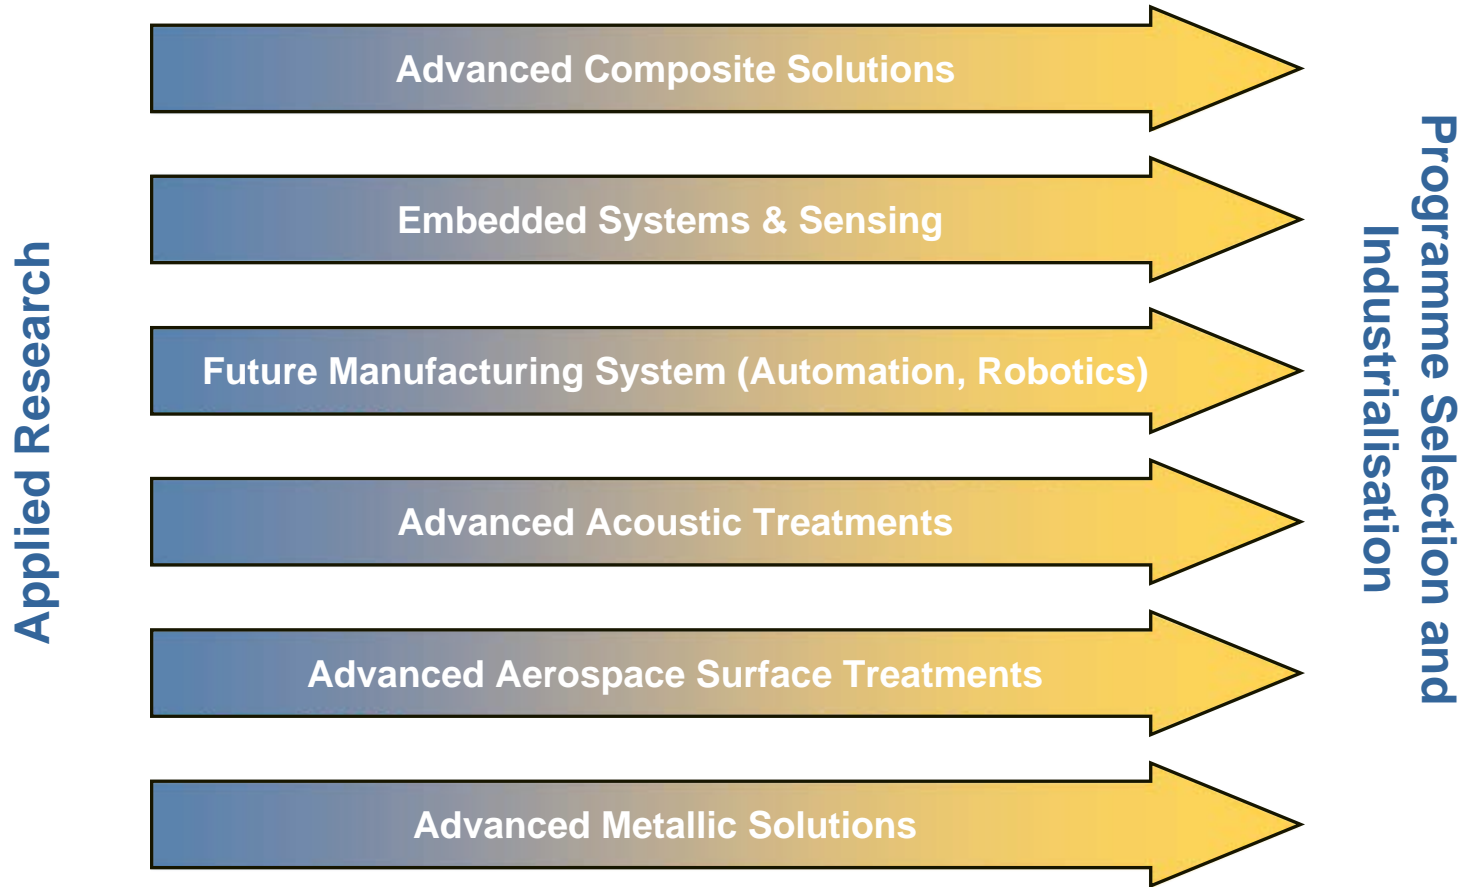 Applied Research
Advanced Composite Solutions
Embedded Systems & Sensing
Future Manufacturing System (Automation, Robotics)
Advanced Acoustic Treatments
Advanced Aerospace Surface Treatments
Advanced Metallic Solutions
Programme Selection and
Industrialisation